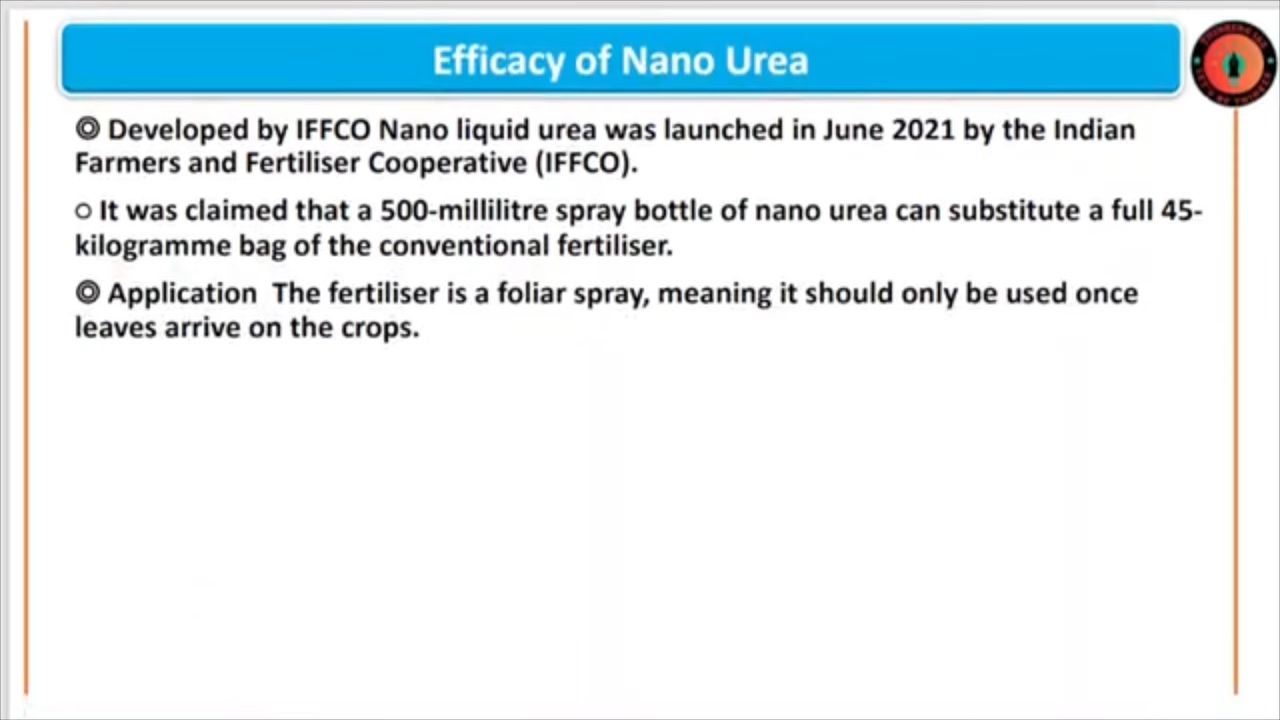 Efficacy of Nano Urea
◎ Developed by IFFCO Nano liquid urea was launched in June 2021 by the Indian
Farmers and Fertiliser Cooperative (IFFCO).
○ It was claimed that a 500-millilitre spray bottle of nano urea can substitute a full 45-
kilogramme bag of the conventional fertiliser.
◎ Application The fertiliser is a foliar spray, meaning it should only be used once
leaves arrive on the crops.